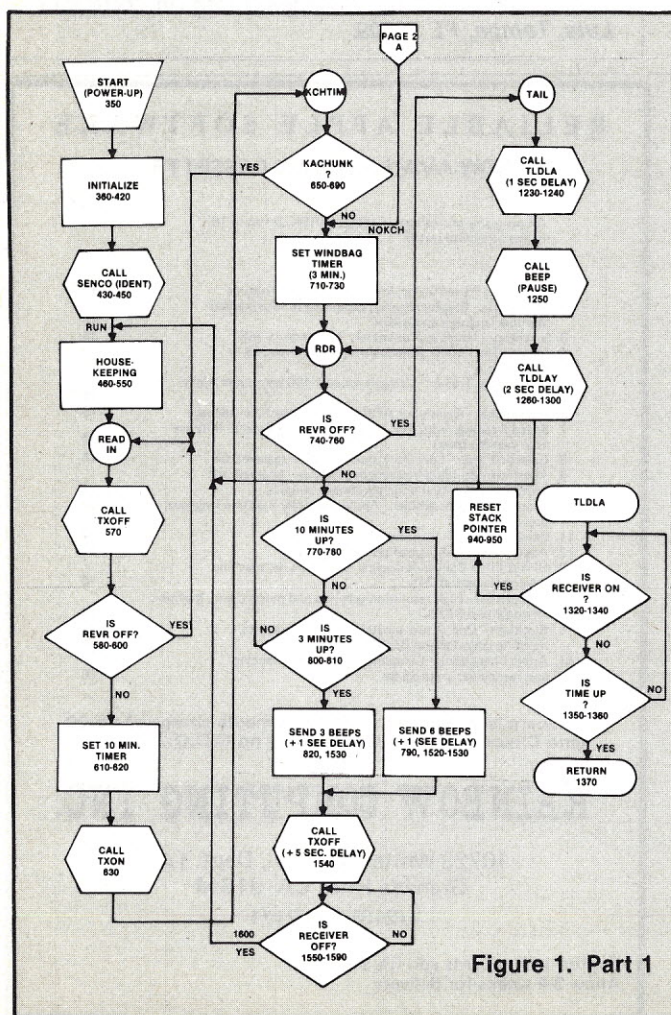 PAGE 2
A
START
(POWER-UP)
350
INITIALIZE
360-420
CALL
SENCO (IDENT)
430-450
RUN
HOUSE-
KEEPING
460-550
READ
IN
CALL
TXOFF
570
IS
REVR OFF?
580-600
YES
NO
SET 10 MIN.
TIMER
610-620
CALL
TXON
630
KCHTIM
YES
KACHUNK
?
650-690
NO
NOKCH
SET WINDBAG
TIMER
(3 MIN.)
710-730
RDR
IS
REVR OFF?
740-760
YES
NO
IS
10 MINUTES
UP?
770-780
YES
NO
IS
3 MINUTES
UP?
800-810
NO
YES
SEND 3 BEEPS
(+ 1 SEE DELAY)
820, 1530
SEND 6 BEEPS
(+ 1 (SEE DELAY)
790, 1520-1530
CALL
TXOFF
(+ 5 SEC. DELAY)
1540
IS
RECEIVER
OFF?
1550-1590
NO
1600
YES
TAIL
CALL
TLDLA
(1 SEC DELAY)
1230-1240
CALL
BEEP
(PAUSE)
1250
CALL
TLDLAY
(2 SEC DELAY)
1260-1300
RESET
STACK
POINTER
940-950
TLDLA
IS
RECEIVER ON
?
1320-1340
YES
NO
IS
TIME UP
?
1350-1360
NO
YES
RETURN
1370
Figure 1. Part 1